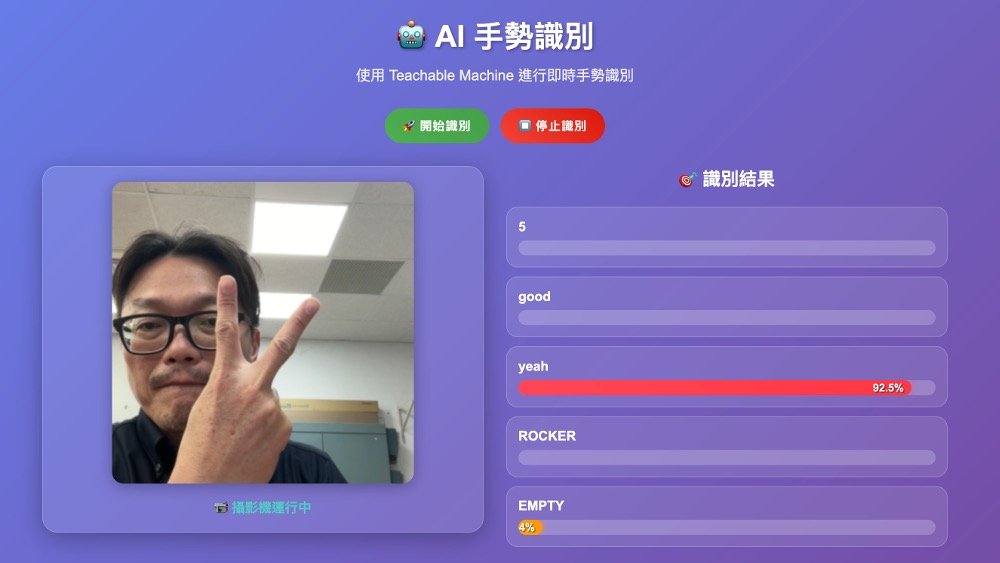 🤖 AI 手勢識別
使用 Teachable Machine 進行即時手勢識別
🚀 開始識別
⏹️ 停止識別
📹 攝影機運行中
🎯 識別結果
5
good
yeah
92.5%
ROCKER
EMPTY
4%